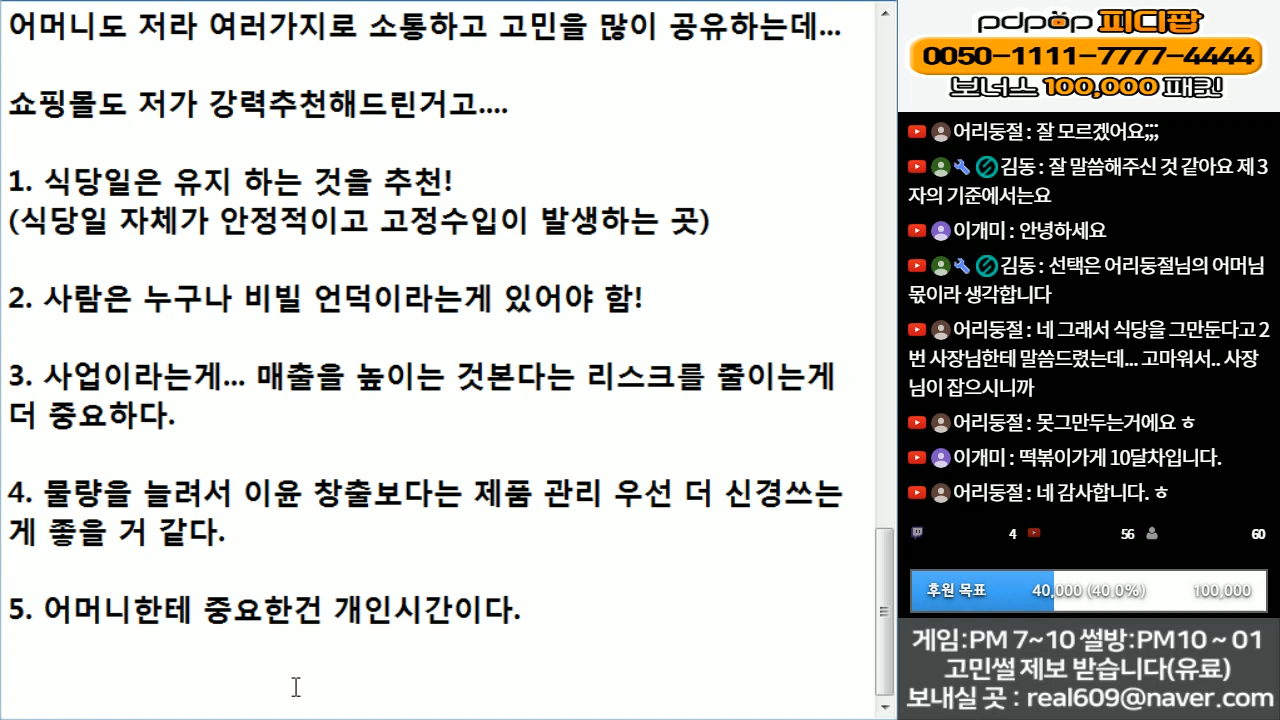 어머니도 저라 여러가지로 소통하고 고민을 많이 공유하는데...
쇼핑몰도 저가 강력추천해드린거고....
1. 식당일은 유지 하는 것을 추천!
(식당일 자체가 안정적이고 고정수입이 발생하는 곳)
2. 사람은 누구나 비빌 언덕이라는게 있어야 함!
3. 사업이라는게... 매출을 높이는 것본다는 리스크를 줄이는게
더 중요하다.
4. 물량을 늘려서 이윤 창출보다는 제품 관리 우선 더 신경쓰는
게 좋을 거 같다.
5. 어머니한테 중요한건 개인시간이다.
pdpop 피디팝
0050-1111-7777-4444
보너스 100,000 패킷!
어리둥절 : 잘 모르겠어요;;;
김동 : 잘 말씀해주신 것 같아요 제 3
자의 기준에서는요
이개미 : 안녕하세요
김동 : 선택은 어리둥절님의 어머님
몫이라 생각합니다
어리둥절 : 네 그래서 식당을 그만둔다고 2
번 사장님한테 말씀드렸는데... 고마워서.. 사장
님이 잡으시니까
어리둥절 : 못그만두는거에요 ㅎ
이개미 : 떡볶이가게 10달차입니다.
어리둥절 : 네 감사합니다. ㅎ
4 56 60
후원 목표 40,000 (40.0%) 100,000
게임:PM 7~10 썰방:PM10 ~ 01
고민썰 제보 받습니다(유료)
보내실 곳 : real609@naver.com